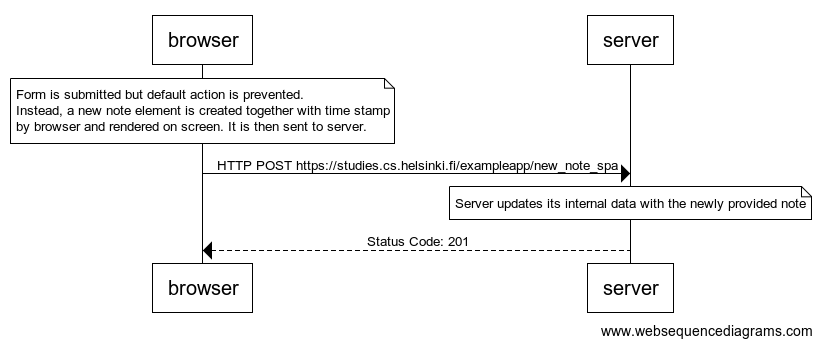 browser
server
Form is submitted but default action is prevented.
Instead, a new note element is created together with time stamp
by browser and rendered on screen. It is then sent to server.
HTTP POST https://studies.cs.helsinki.fi/exampleapp/new_note_spa
Server updates its internal data with the newly provided note
Status Code: 201
browser
server
www.websequencediagrams.com